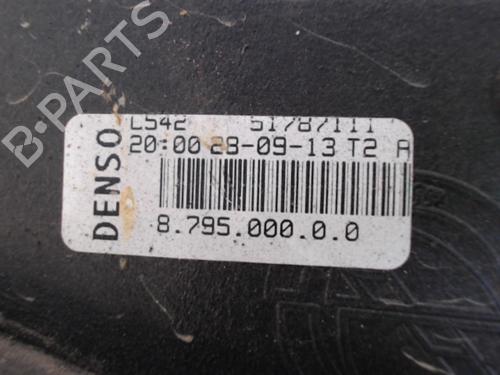 DENSO
L542 51787111
20:00 28-09-13 T2 A
8.795.000.0.0
B-PARTS